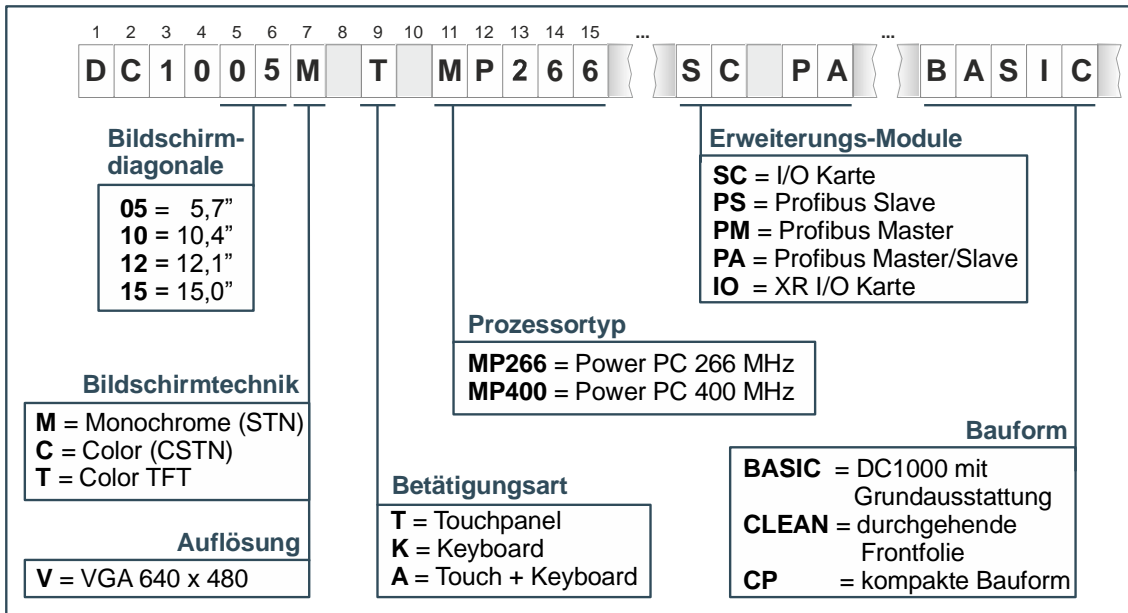 1 2 3 4 5 6 7 8 9 10 11 12 13 14 15 ... ...
D C 1 0 0 5 M T M P 2 6 6 S C P A B A S I C
Bildschirm-
diagonale
05 = 5,7”
10 = 10,4”
12 = 12,1”
15 = 15,0”
Bildschirmtechnik
M = Monochrome (STN)
C = Color (CSTN)
T = Color TFT
Auflösung
V = VGA 640 x 480
Betätigungsart
T = Touchpanel
K = Keyboard
A = Touch + Keyboard
Prozessortyp
MP266 = Power PC 266 MHz
MP400 = Power PC 400 MHz
Erweiterungs-Module
SC = I/O Karte
PS = Profibus Slave
PM = Profibus Master
PA = Profibus Master/Slave
IO = XR I/O Karte
Bauform
BASIC = DC1000 mit
Grundausstattung
CLEAN = durchgehende
Frontfolie
CP = kompakte Bauform